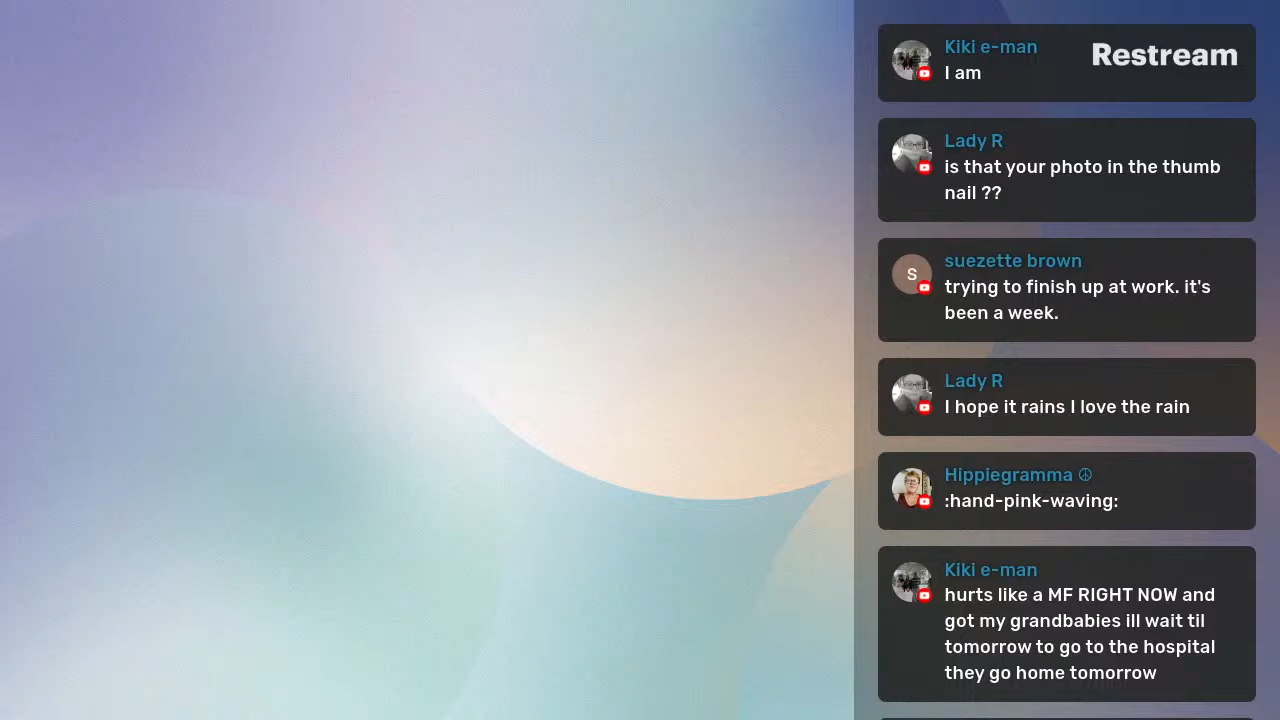 Kiki e-man
Restream
I am
Lady R
is that your photo in the thumb
nail ??
S
suezette brown
trying to finish up at work. it's
been a week.
Lady R
I hope it rains I love the rain
Hippiegramma ☮
:hand-pink-waving:
Kiki e-man
hurts like a MF RIGHT NOW and
got my grandbabies ill wait til
tomorrow to go to the hospital
they go home tomorrow